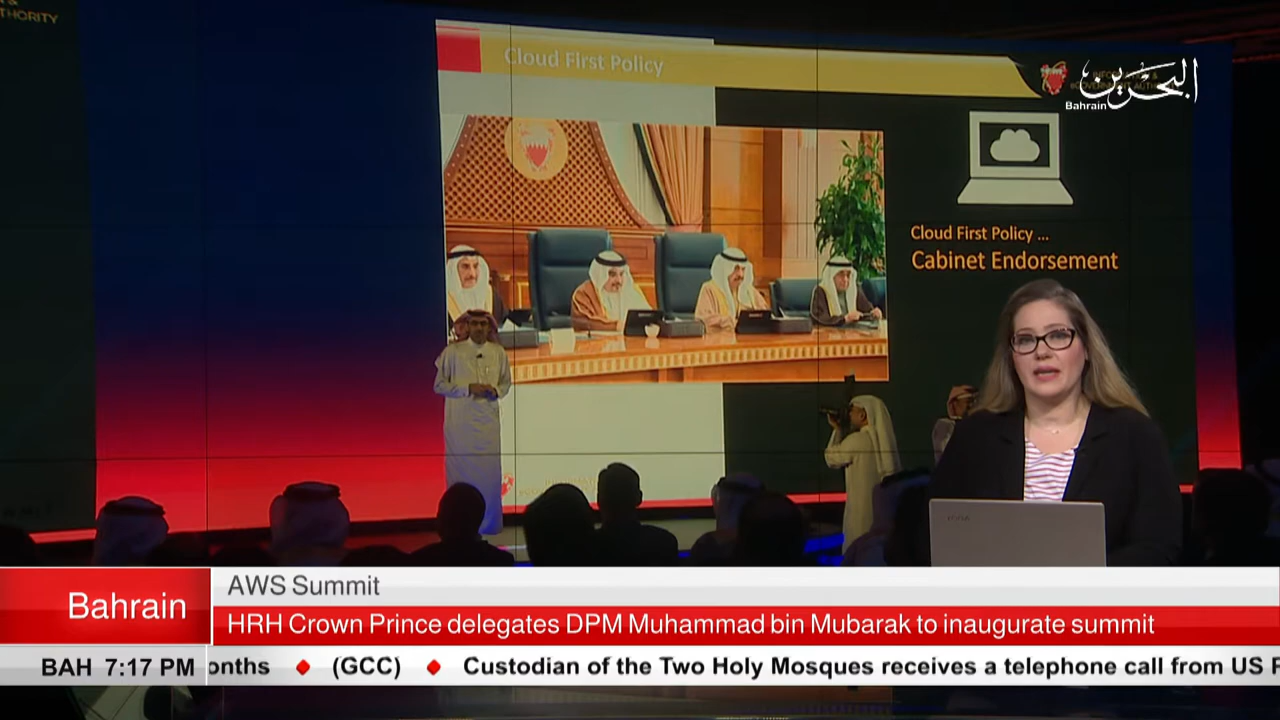 THORITY
Cloud First Policy
البحرين
Bahrain
Cloud First Policy ...
Cabinet Endorsement
YOGA
AWS Summit
Bahrain
HRH Crown Prince delegates DPM Muhammad bin Mubarak to inaugurate summit
BAH 7:17 PM
onths ♦ (GCC) ♦ Custodian of the Two Holy Mosques receives a telephone call from US